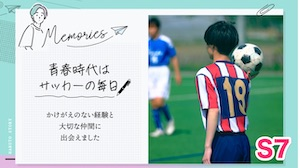 Memories
青春時代は
サッカーの毎日
かけがえのない経験と
大切な仲間に
出会えました
19
S7